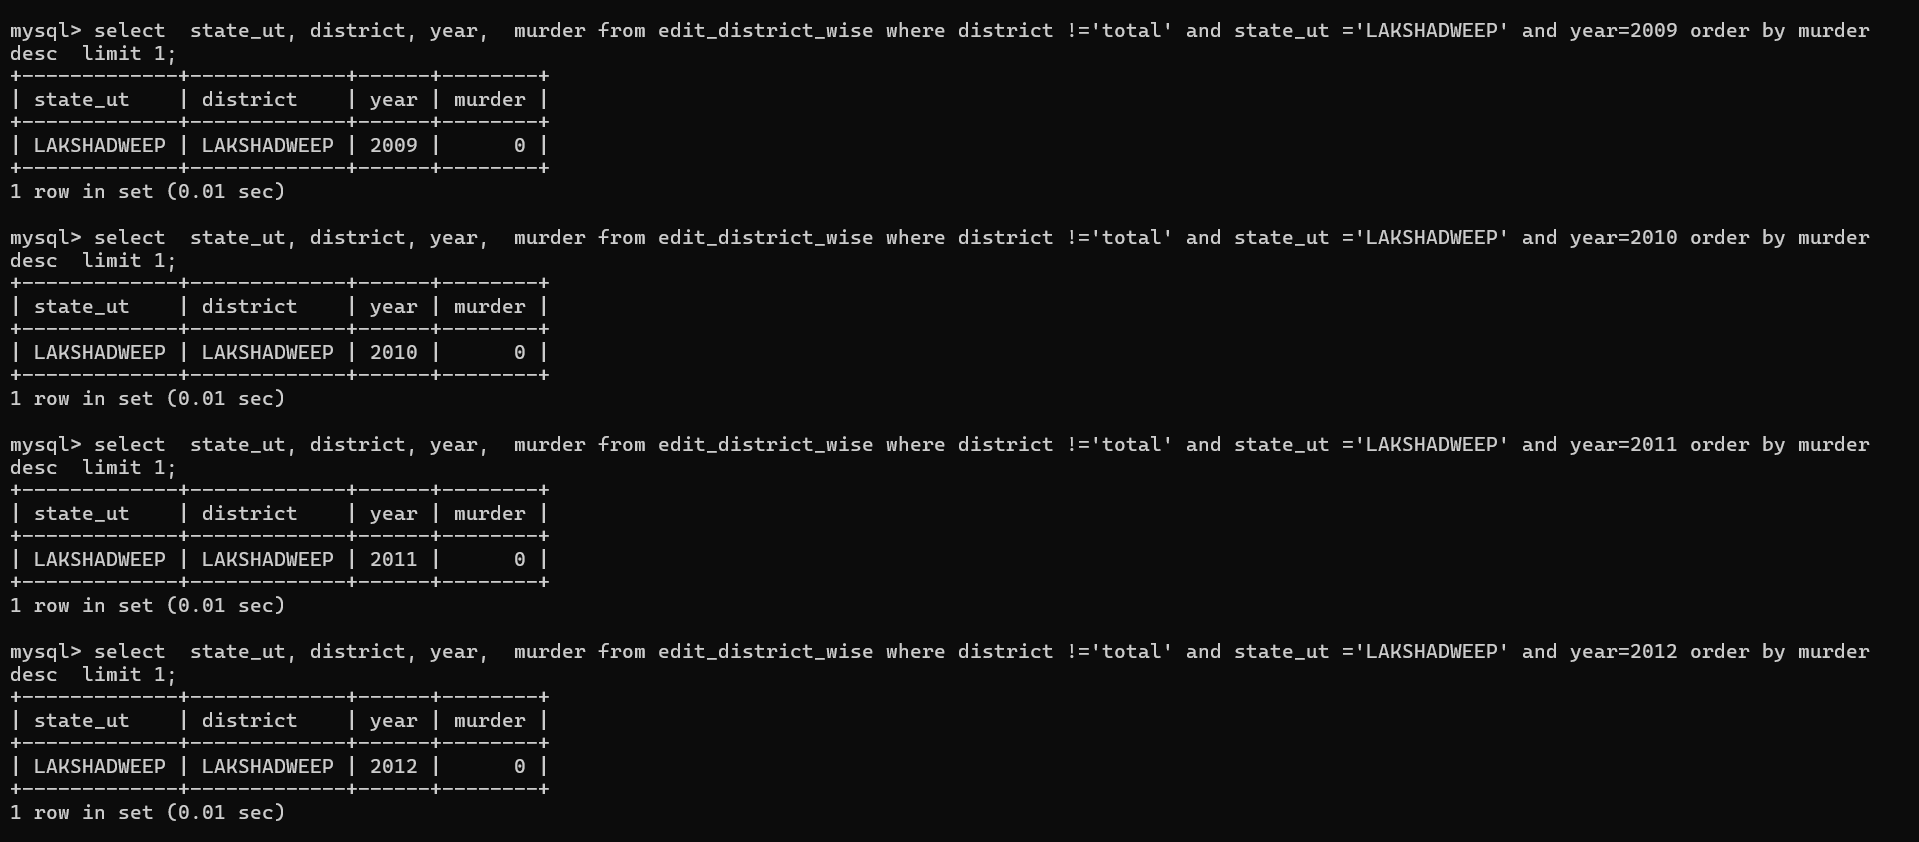 mysql> select  state_ut, district, year,  murder from edit_district_wise where district !='total' and state_ut ='LAKSHADWEEP' and year=2009 order by murder
desc  limit 1;
+-------------+-------------+------+--------+
| state_ut    | district    | year | murder |
+-------------+-------------+------+--------+
| LAKSHADWEEP | LAKSHADWEEP | 2009 |      0 |
+-------------+-------------+------+--------+
1 row in set (0.01 sec)

mysql> select  state_ut, district, year,  murder from edit_district_wise where district !='total' and state_ut ='LAKSHADWEEP' and year=2010 order by murder
desc  limit 1;
+-------------+-------------+------+--------+
| state_ut    | district    | year | murder |
+-------------+-------------+------+--------+
| LAKSHADWEEP | LAKSHADWEEP | 2010 |      0 |
+-------------+-------------+------+--------+
1 row in set (0.01 sec)

mysql> select  state_ut, district, year,  murder from edit_district_wise where district !='total' and state_ut ='LAKSHADWEEP' and year=2011 order by murder
desc  limit 1;
+-------------+-------------+------+--------+
| state_ut    | district    | year | murder |
+-------------+-------------+------+--------+
| LAKSHADWEEP | LAKSHADWEEP | 2011 |      0 |
+-------------+-------------+------+--------+
1 row in set (0.01 sec)

mysql> select  state_ut, district, year,  murder from edit_district_wise where district !='total' and state_ut ='LAKSHADWEEP' and year=2012 order by murder
desc  limit 1;
+-------------+-------------+------+--------+
| state_ut    | district    | year | murder |
+-------------+-------------+------+--------+
| LAKSHADWEEP | LAKSHADWEEP | 2012 |      0 |
+-------------+-------------+------+--------+
1 row in set (0.01 sec)